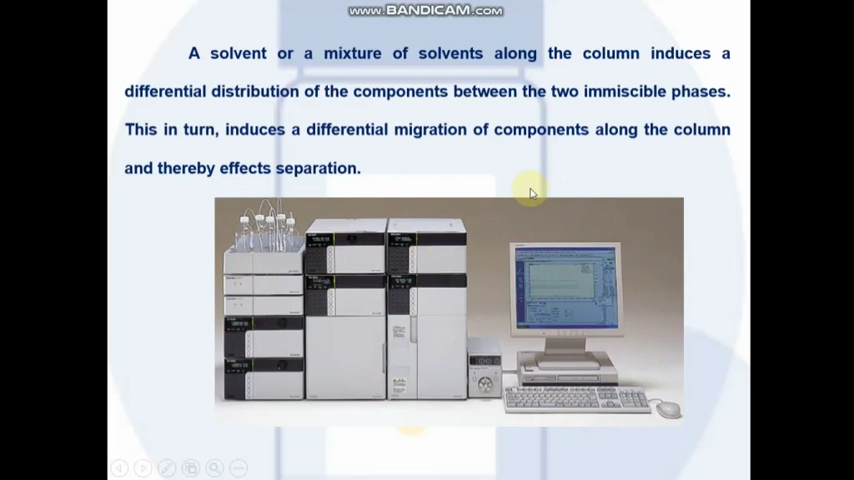 www.BANDICAM.com
A solvent or a mixture of solvents along the column induces a
differential distribution of the components between the two immiscible phases.
This in turn, induces a differential migration of components along the column
and thereby effects separation.